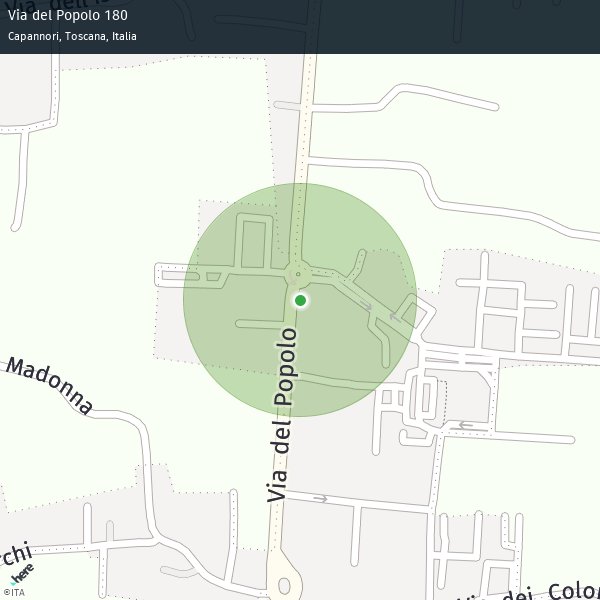 Via del Popolo 180
Capannori, Toscana, Italia
Via del Popolo
Madonna
here
©ITA